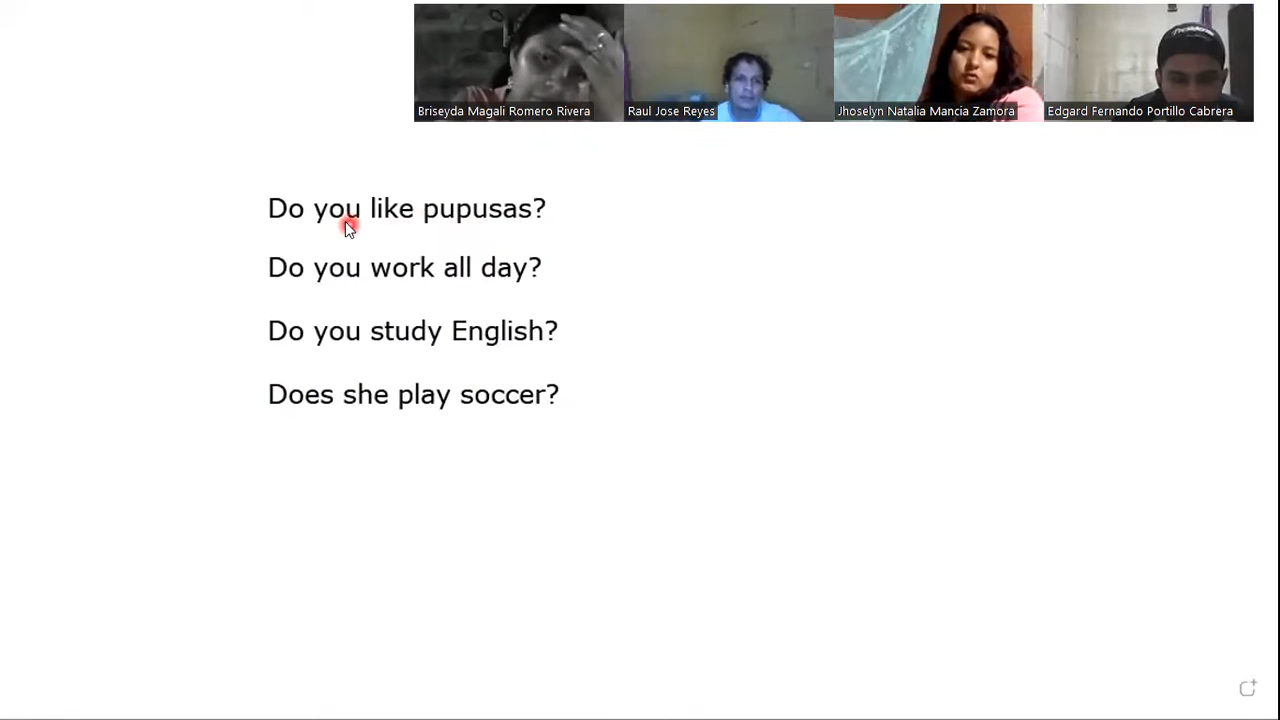 Briseyda Magali Romero Rivera
Raul Jose Reyes
Jhoselyn Natalia Mancia Zamora
Edgard Fernando Portillo Cabrera
Do you like pupusas?
Do you work all day?
Do you study English?
Does she play soccer?